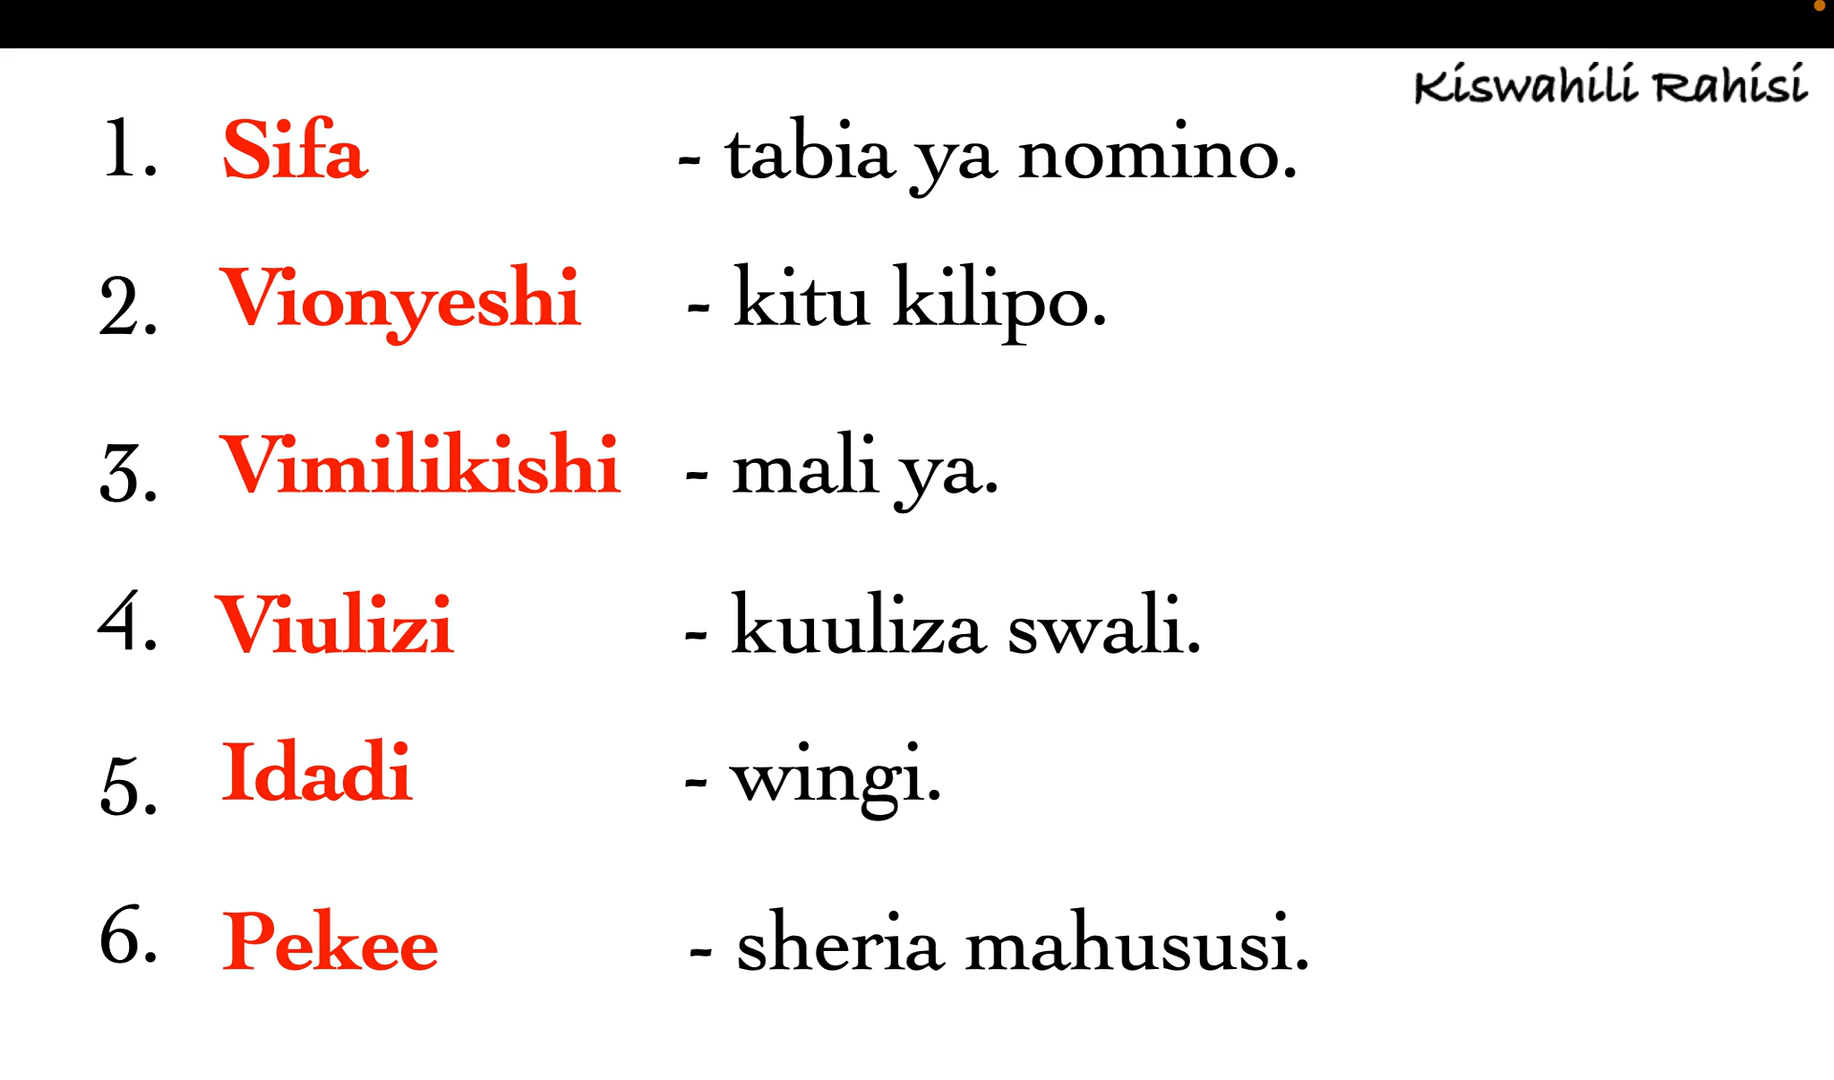 Kiswahili Rahisi
1. Sifa - tabia ya nomino.
2. Vionyeshi - kitu kilipo.
3. Vimilikishi - mali ya.
4. Viulizi - kuuliza swali.
5. Idadi - wingi.
6. Pekee - sheria mahususi.